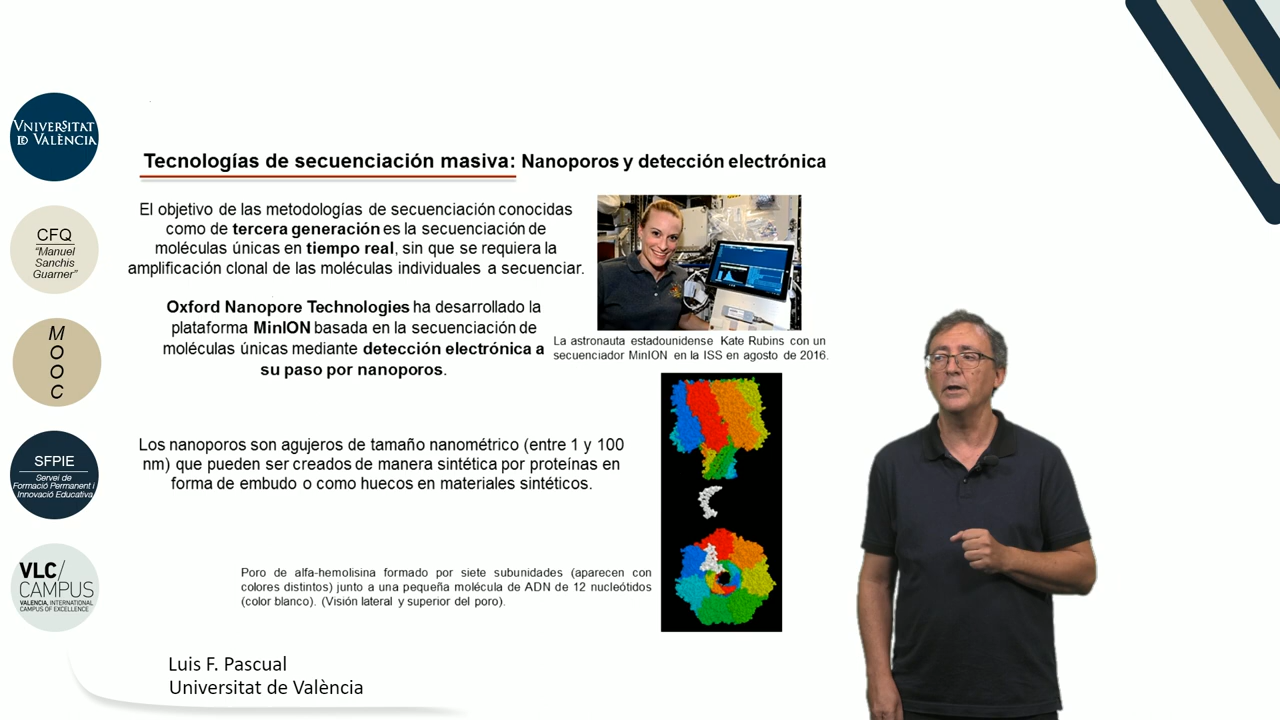 VNIVERSITAT
ID VALÈNCIA
CFQ
“Manuel
Sanchis
Guarner”
M
O
O
C
SFPIE
Servei de
Formació Permanent i
Innovació Educativa
VLC/
CAMPUS
VALENCIA, INTERNATIONAL
CAMPUS OF EXCELLENCE
Tecnologías de secuenciación masiva: Nanoporos y detección electrónica
El objetivo de las metodologías de secuenciación conocidas
como de tercera generación es la secuenciación de
moléculas únicas en tiempo real, sin que se requiera la
amplificación clonal de las moléculas individuales a secuenciar.
Oxford Nanopore Technologies ha desarrollado la
plataforma MinION basada en la secuenciación de
moléculas únicas mediante detección electrónica a
su paso por nanoporos.
La astronauta estadounidense Kate Rubins con un
secuenciador MinION en la ISS en agosto de 2016.
Los nanoporos son agujeros de tamaño nanométrico (entre 1 y 100
nm) que pueden ser creados de manera sintética por proteínas en
forma de embudo o como huecos en materiales sintéticos.
Poro de alfa-hemolisina formado por siete subunidades (aparecen con
colores distintos) junto a una pequeña molécula de ADN de 12 nucleótidos
(color blanco). (Visión lateral y superior del poro).
Luis F. Pascual
Universitat de València